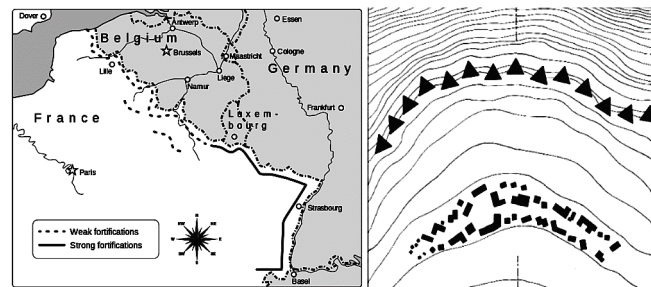 Dover
Antwerp
Essen
Belgium
Brussels
Maastricht
Cologne
Lille
Liege
Germany
Namur
Frankfurt
France
Luxem-
bourg
Paris
Strasbourg
Weak fortifications
Strong fortifications
Basel